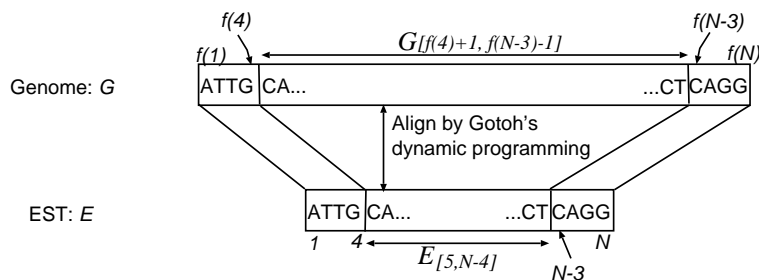 f(4)
G[f(4)+1, f(N-3)-1]
f(N-3)
f(1)
f(N)
Genome: G
ATTG CA... ...CT CAGG
Align by Gotoh's
dynamic programming
EST: E
ATTG CA... ...CT CAGG
1 4 E[5,N-4] N
N-3